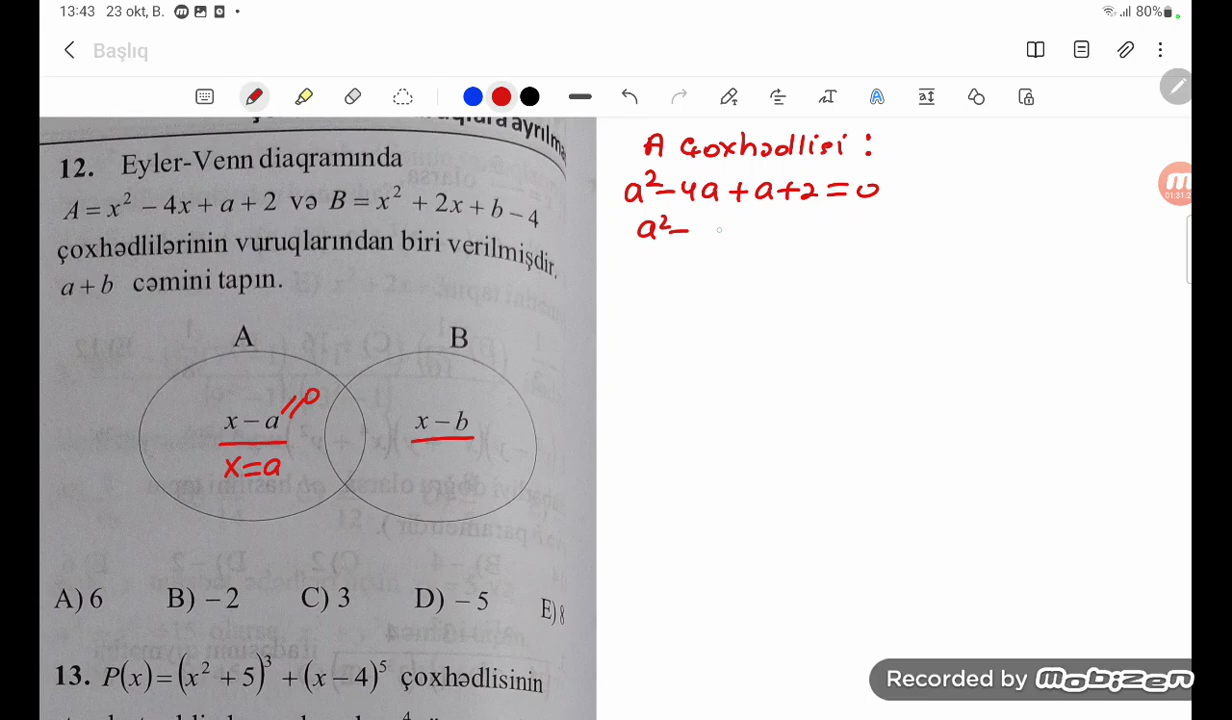 13:43 23 okt, B.
80%
Başlıq
12. Eyler-Venn diaqramında
A = x² − 4x + a + 2 və B = x² + 2x + b − 4
çoxhədlilərinin vuruqlarından biri verilmişdir.
a + b cəmini tapın.
A B
x − a //0 x − b
x=a
A) 6 B) − 2 C) 3 D) − 5 E) 8
13. P(x) = (x² + 5)³ + (x − 4)⁵ çoxhədlisinin
A çoxhədlisi :
a² − 4a + a + 2 = 0
a² −
Recorded by mobizen